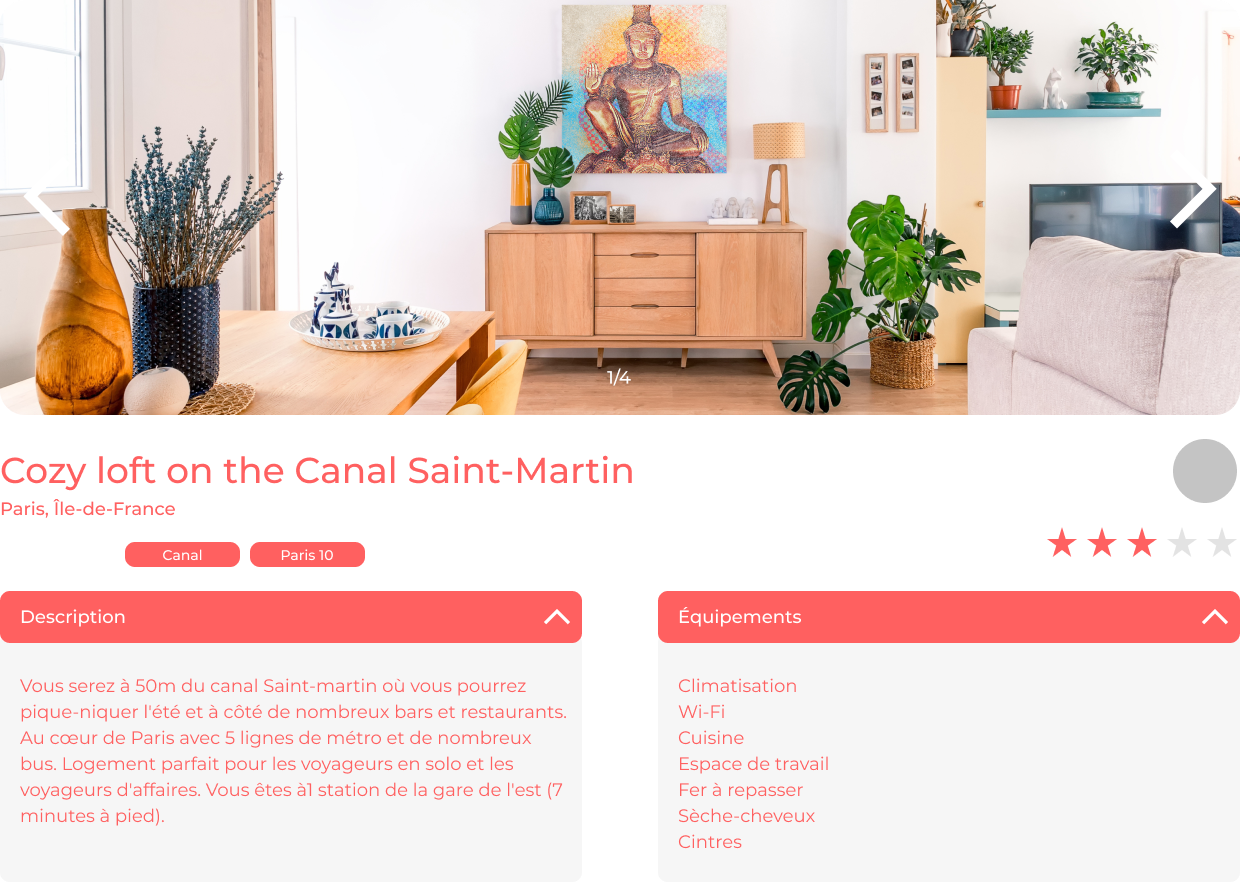 1/4
Cozy loft on the Canal Saint-Martin
Paris, Île-de-France
Canal
Paris 10
Description
Vous serez à 50m du canal Saint-martin où vous pourrez
pique-niquer l'été et à côté de nombreux bars et restaurants.
Au cœur de Paris avec 5 lignes de métro et de nombreux
bus. Logement parfait pour les voyageurs en solo et les
voyageurs d'affaires. Vous êtes à1 station de la gare de l'est (7
minutes à pied).
Équipements
Climatisation
Wi-Fi
Cuisine
Espace de travail
Fer à repasser
Sèche-cheveux
Cintres